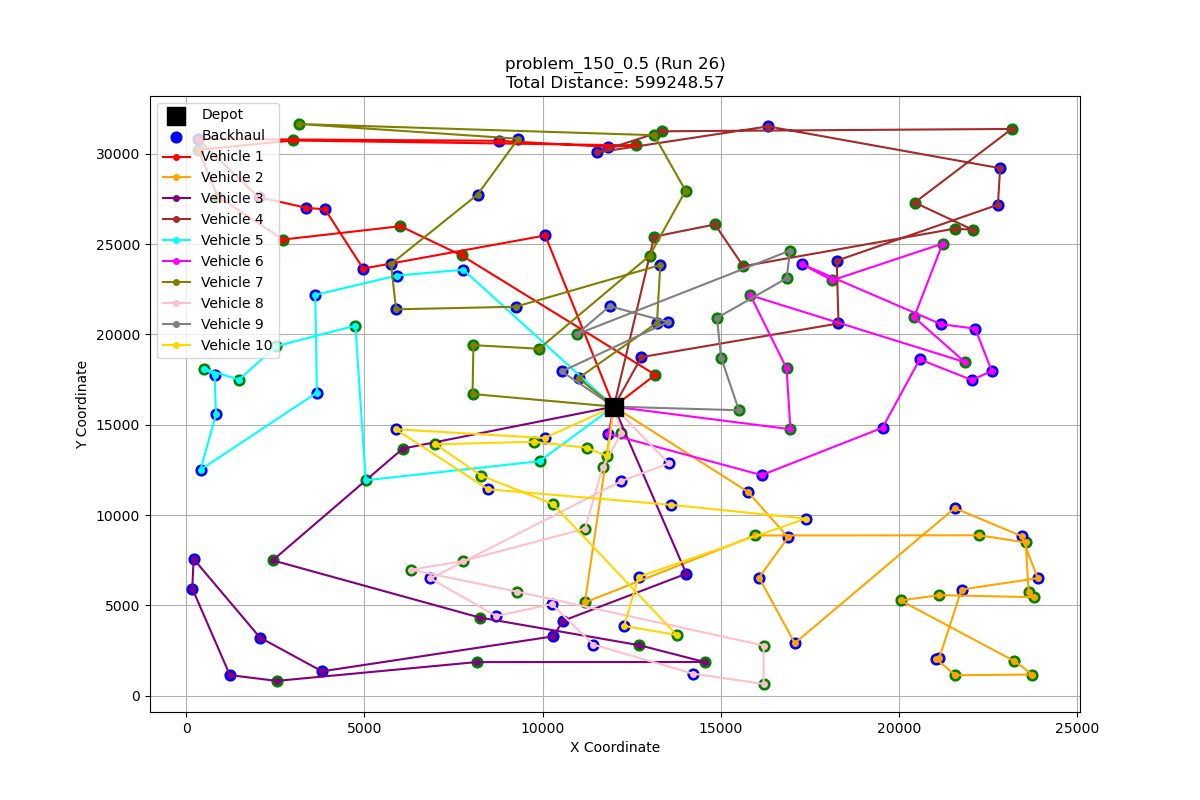 problem_150_0.5 (Run 26)
Total Distance: 599248.57
Depot
Backhaul
Vehicle 1
Vehicle 2
Vehicle 3
Vehicle 4
Vehicle 5
Vehicle 6
Vehicle 7
Vehicle 8
Vehicle 9
Vehicle 10
Y Coordinate
30000
25000
20000
15000
10000
5000
0
0 5000 10000 15000 20000 25000
X Coordinate